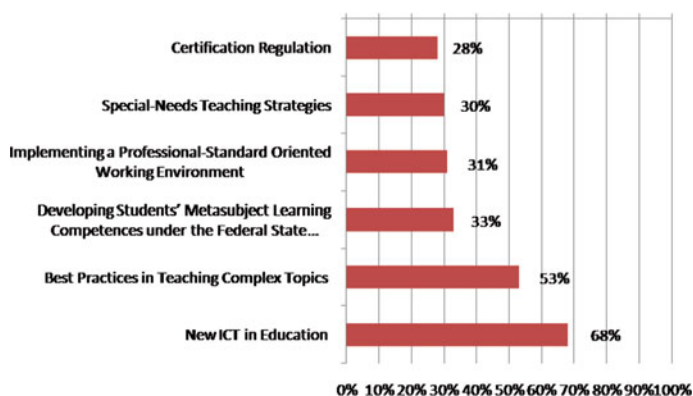 Certification Regulation
28%
Special-Needs Teaching Strategies
30%
Implementing a Professional-Standard Oriented
Working Environment
31%
Developing Students' Metasubject Learning
Competences under the Federal State...
33%
Best Practices in Teaching Complex Topics
53%
New ICT in Education
68%
0% 10% 20% 30% 40% 50% 60% 70% 80% 90% 100%